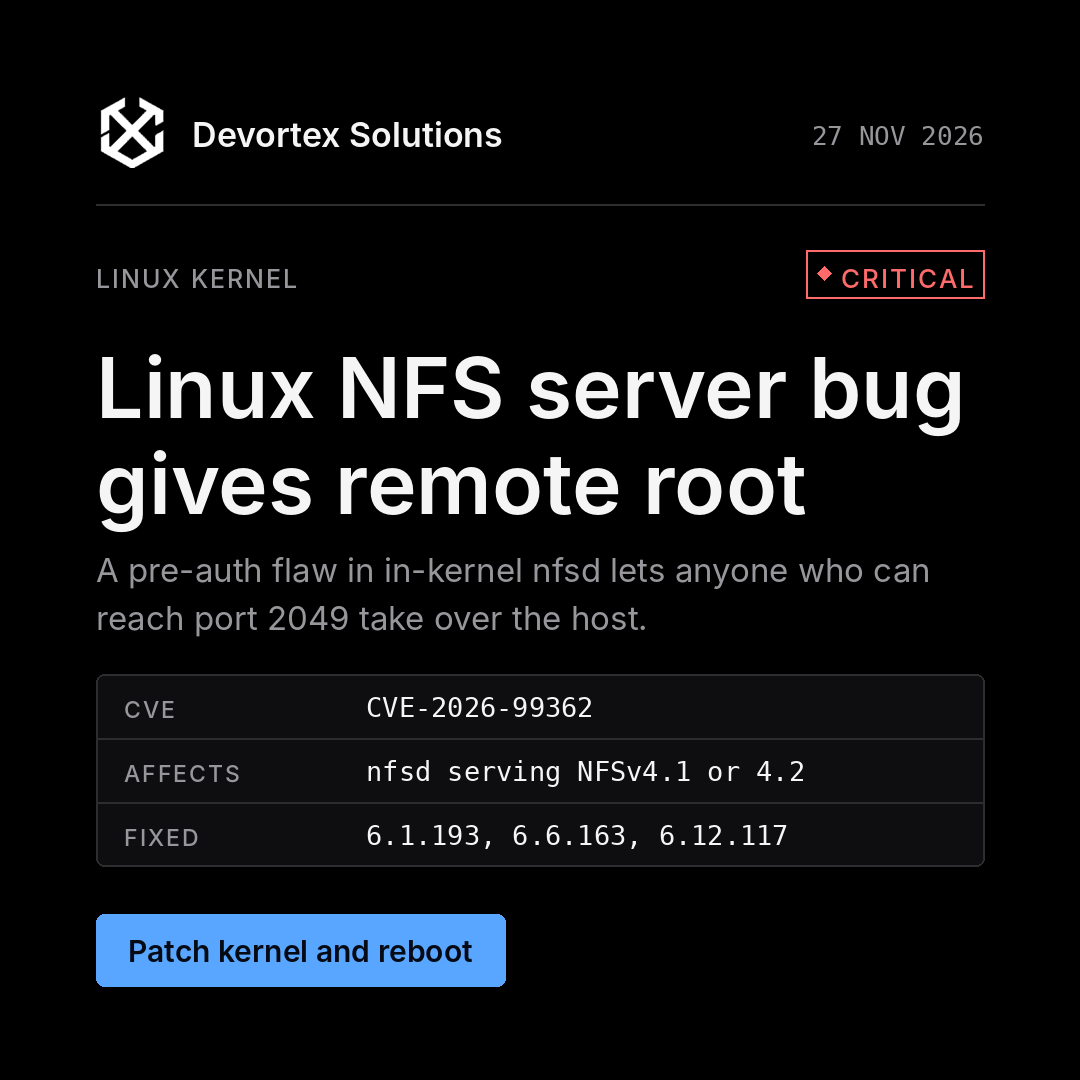 Devortex Solutions
27 NOV 2026
LINUX KERNEL
CRITICAL
Linux NFS server bug
gives remote root
A pre-auth flaw in in-kernel nfsd lets anyone who can
reach port 2049 take over the host.
CVE
CVE-2026-99362
AFFECTS
nfsd serving NFSv4.1 or 4.2
FIXED
6.1.193, 6.6.163, 6.12.117
Patch kernel and reboot